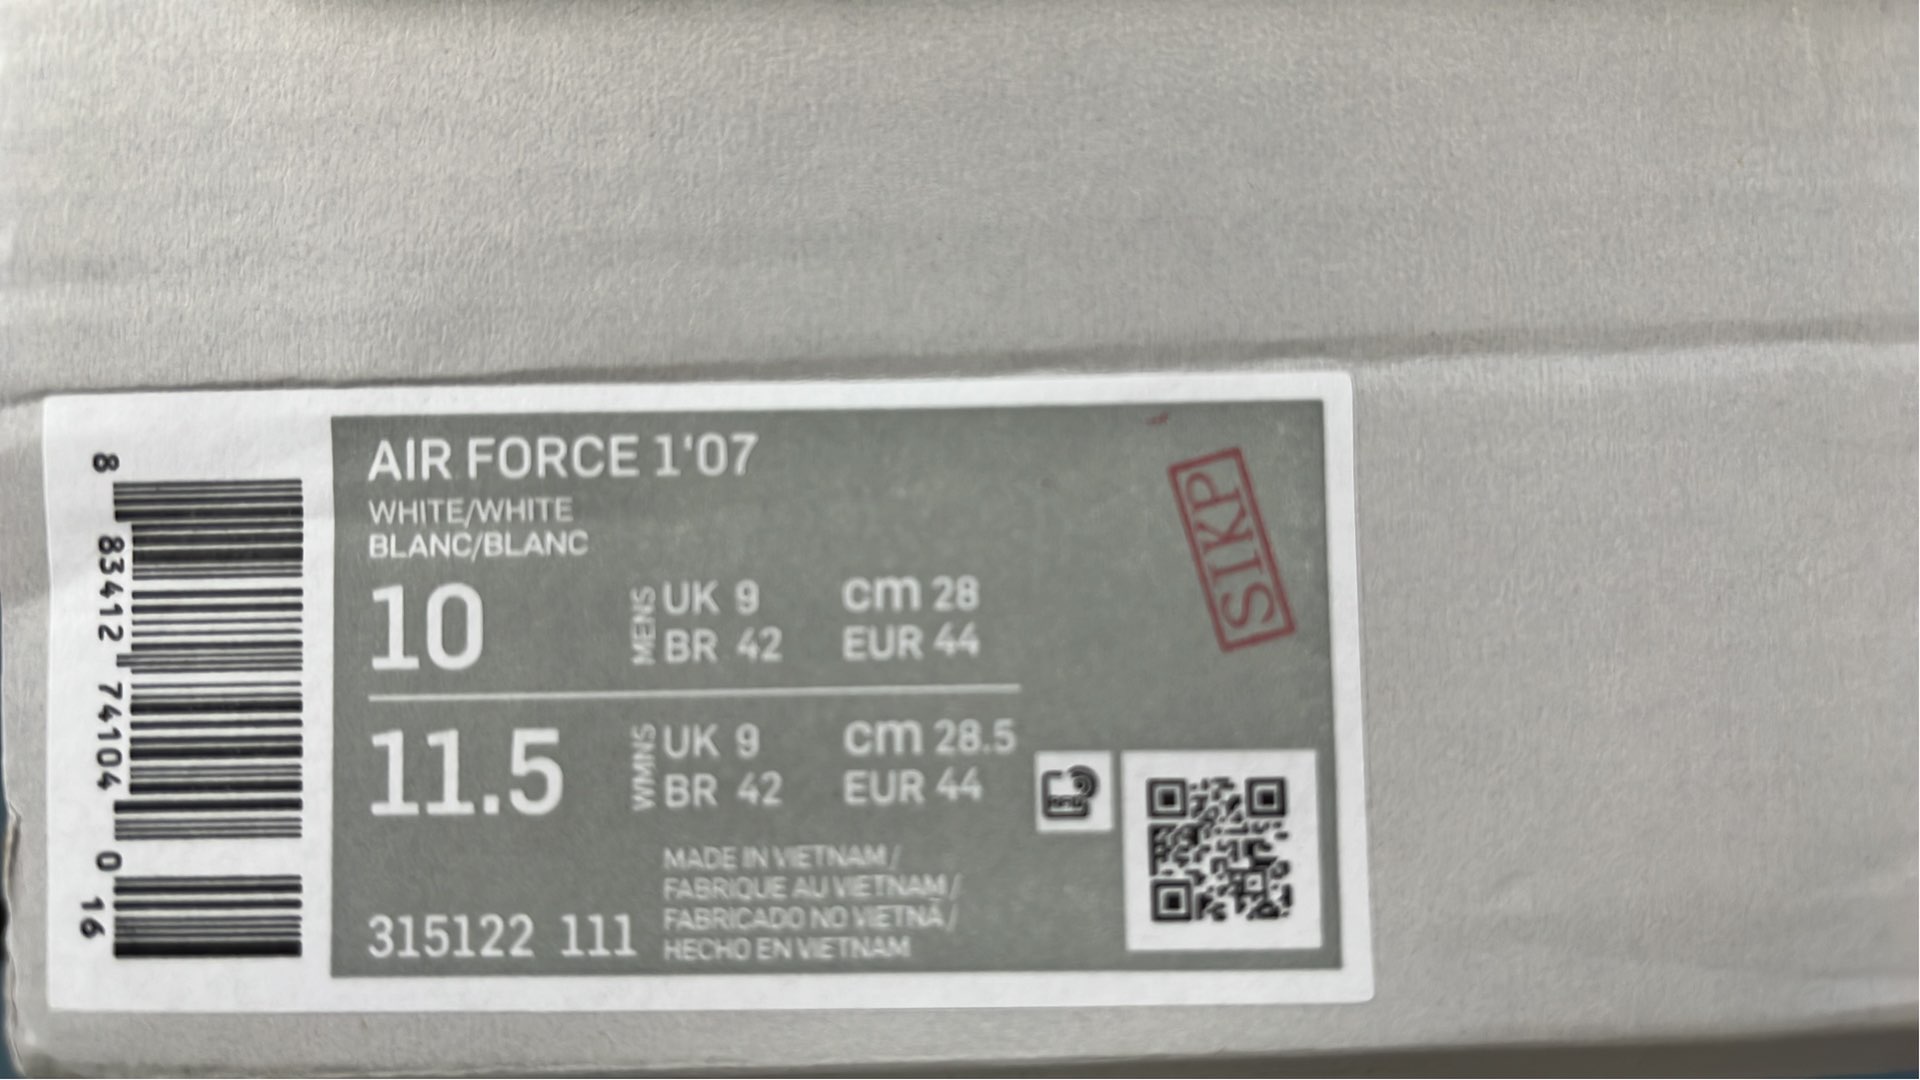 AIR FORCE 1'07
WHITE/WHITE
BLANC/BLANC
10 MENS UK 9 cm 28
BR 42 EUR 44
11.5 WMNS UK 9 cm 28.5
BR 42 EUR 44
MADE IN VIETNAM /
FABRIQUE AU VIETNAM /
FABRICADO NO VIETNÃ /
HECHO EN VIETNAM
315122 111
8 83412 74104 0 16
SIKP